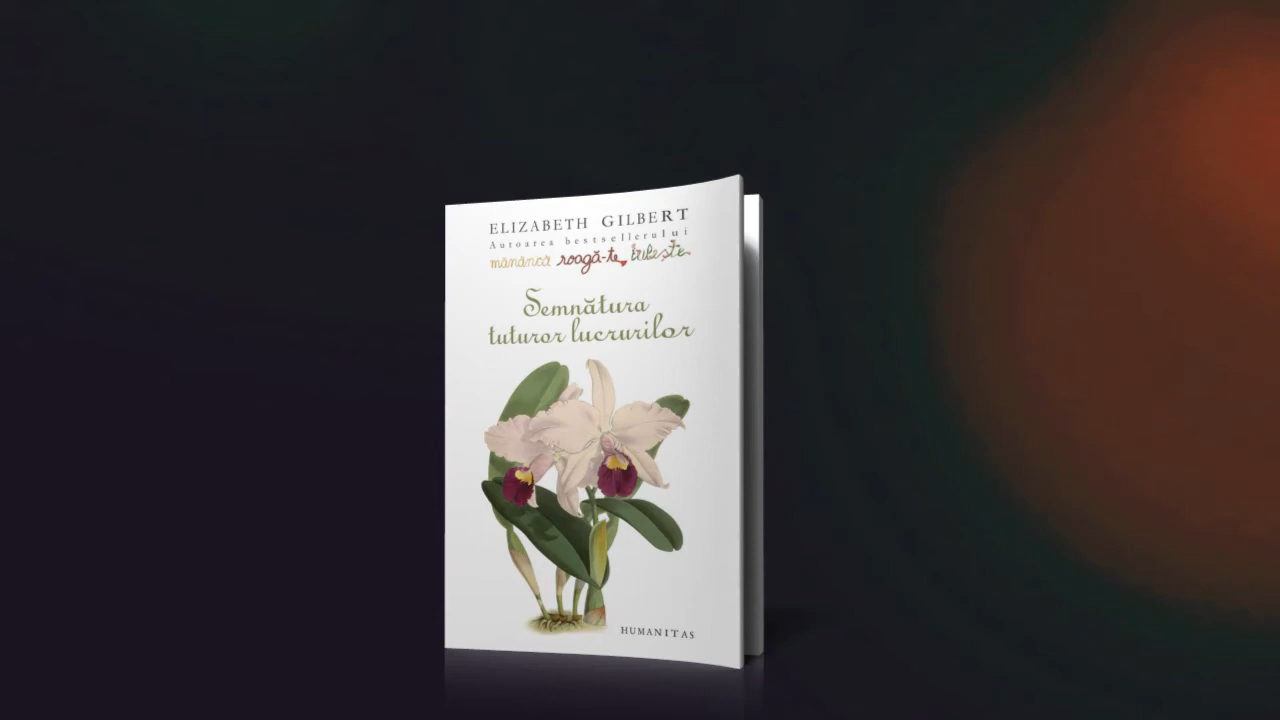 ELIZABETH GILBERT
Autoarea bestsellerului
mănâncă roagă-te, iubește.
Semnătura
tuturor lucrurilor
HUMANITAS